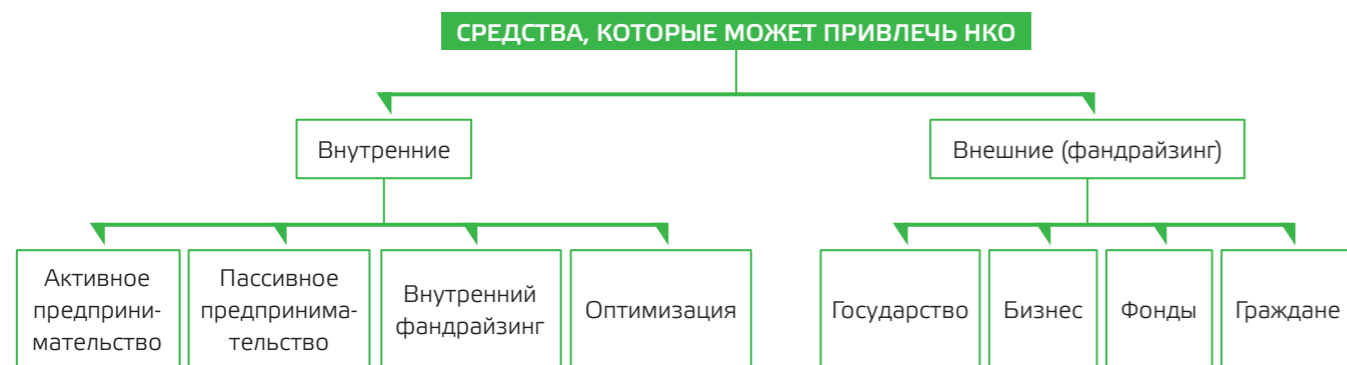 СРЕДСТВА, КОТОРЫЕ МОЖЕТ ПРИВЛЕЧЬ НКО
Внутренние
Внешние (фандрайзинг)
Активное
предприни-
мательство
Пассивное
предпринима-
тельство
Внутренний
фандрайзинг
Оптимизация
Государство
Бизнес
Фонды
Граждане